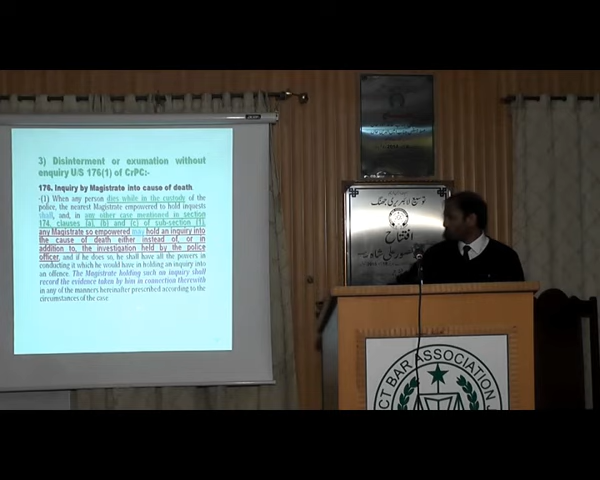 3) Disinterment or exumation without
enquiry U/S 176(1) of CrPC:-
176. Inquiry by Magistrate into cause of death
(1) When any person dies while in the custody of the
police, the nearest Magistrate empowered to hold inquests
shall, and, in any other case mentioned in section
174, clauses (a), (b) and (c) of sub-section (1),
any Magistrate so empowered may hold an inquiry into
the cause of death either instead of, or in
addition to, the investigation held by the police
officer, and if he does so, he shall have all the powers in
conducting it which he would have in holding an inquiry into
an offence. The Magistrate holding such an inquiry shall
record the evidence taken by him in connection therewith
in any of the manners hereinafter prescribed according to the
circumstances of the case.
توسیع لائبریری جھنگ
افتتاح
CT BAR ASSOCIATION